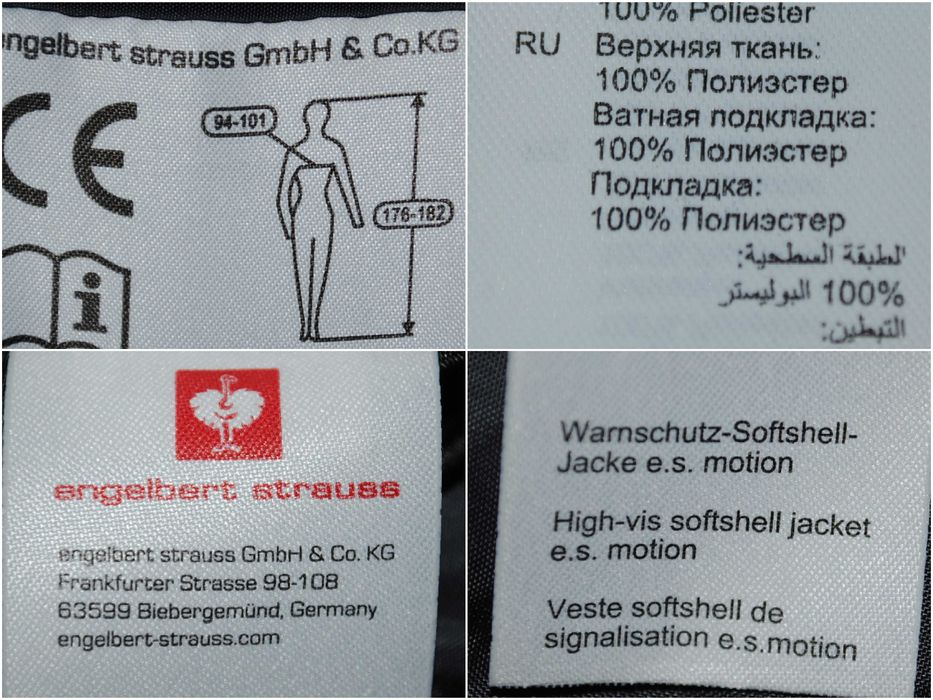 engelbert strauss GmbH & Co.KG
CE
94-101
176-182
i
100% Poliester
RU Верхняя ткань:
100% Полиэстер
Ватная подкладка:
100% Полиэстер
Подкладка:
100% Полиэстер
الطبقة السطحية:
100% البوليستر
التبطين:
engelbert strauss
engelbert strauss GmbH & Co. KG
Frankfurter Strasse 98-108
63599 Biebergemünd, Germany
engelbert-strauss.com
Warnschutz-Softshell-
Jacke e.s. motion
High-vis softshell jacket
e.s. motion
Veste softshell de
signalisation e.s.motion